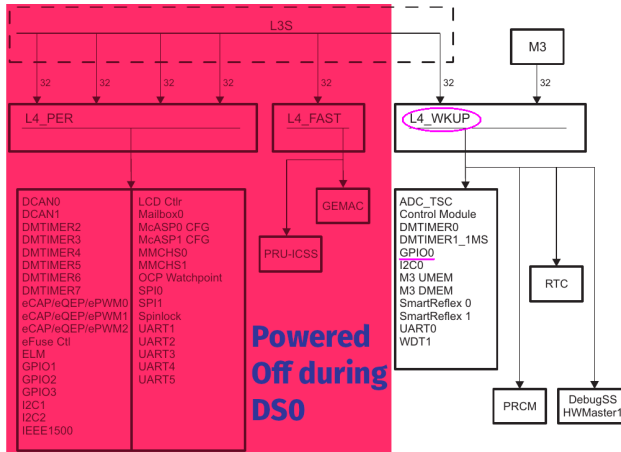 L3S
M3
32
32
32
32
32
32
32
L4_PER
L4_FAST
L4_WKUP
DCAN0
DCAN1
DMTIMER2
DMTIMER3
DMTIMER4
DMTIMER5
DMTIMER6
DMTIMER7
eCAP/eQEP/ePWM0
eCAP/eQEP/ePWM1
eCAP/eQEP/ePWM2
eFuse Ctl
ELM
GPIO1
GPIO2
GPIO3
I2C1
I2C2
IEEE1500
LCD Ctlr
Mailbox0
McASP0 CFG
McASP1 CFG
MMCHS0
MMCHS1
OCP Watchpoint
SPI0
SPI1
Spinlock
UART1
UART2
UART3
UART4
UART5
PRU-ICSS
GEMAC
Powered
Off during
DS0
ADC_TSC
Control Module
DMTIMER0
DMTIMER1_1MS
GPIO0
I2C0
M3 UMEM
M3 DMEM
SmartReflex 0
SmartReflex 1
UART0
WDT1
RTC
PRCM
DebugSS
HWMaster1